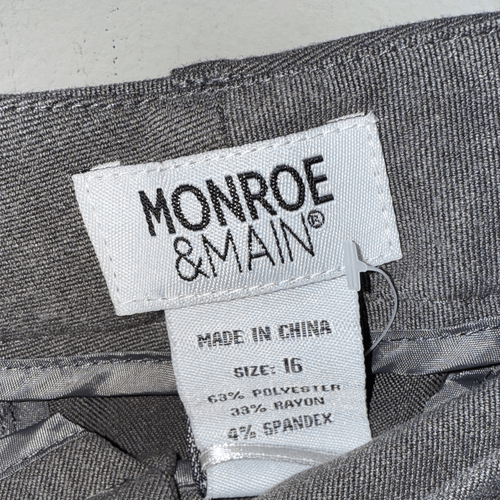 MONROE
&MAIN®
MADE IN CHINA
SIZE: 16
63% POLYESTER
33% RAYON
4% SPANDEX